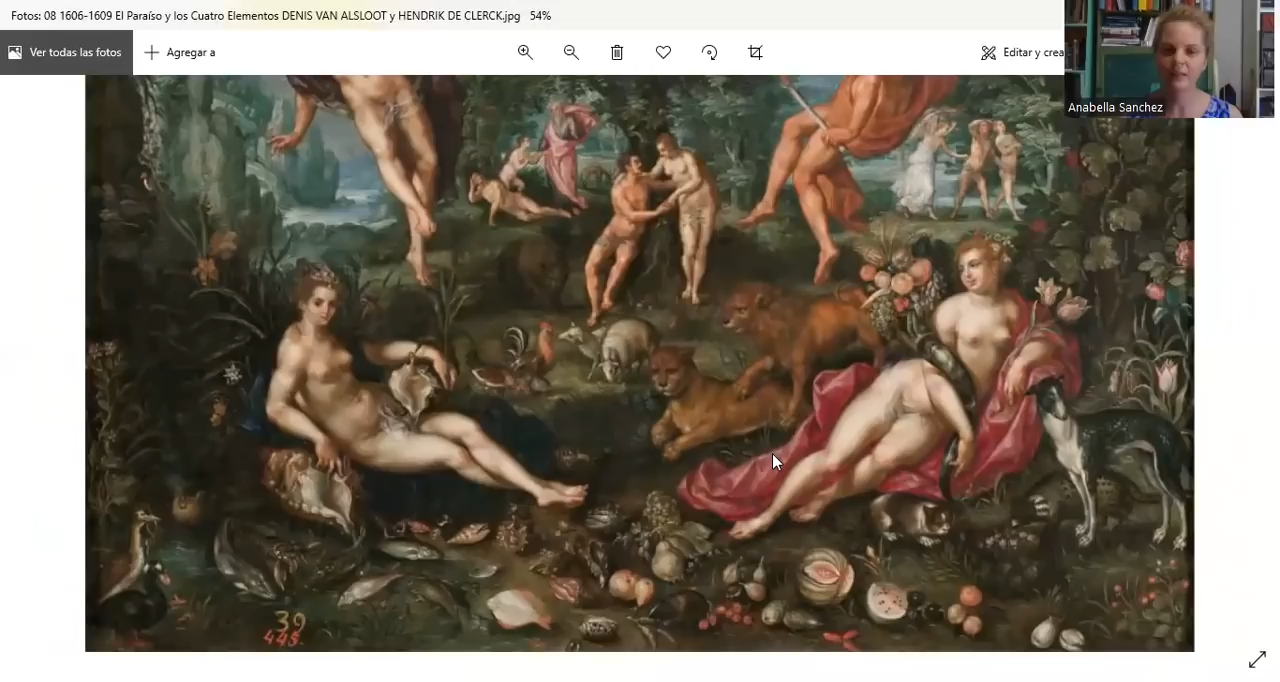 Fotos: 08 1606-1609 El Paraíso y los Cuatro Elementos DENIS VAN ALSLOOT y HENDRIK DE CLERCK.jpg 54%
Ver todas las fotos
Agregar a
Editar y crea
Anabella Sanchez
39
445.